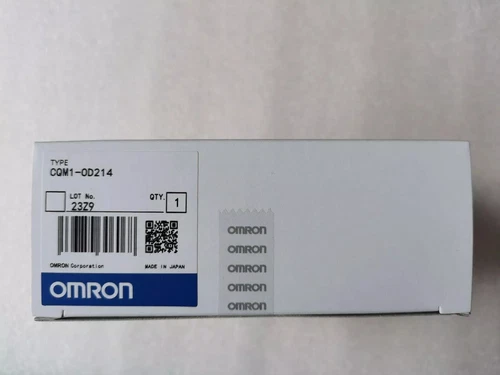 TYPE
CQM1-OD214
LOT No. QTY.
23Z9 1
OMRON Corporation MADE IN JAPAN
OMRON
OMRON
OMRON
OMRON
OMRON
OMRON